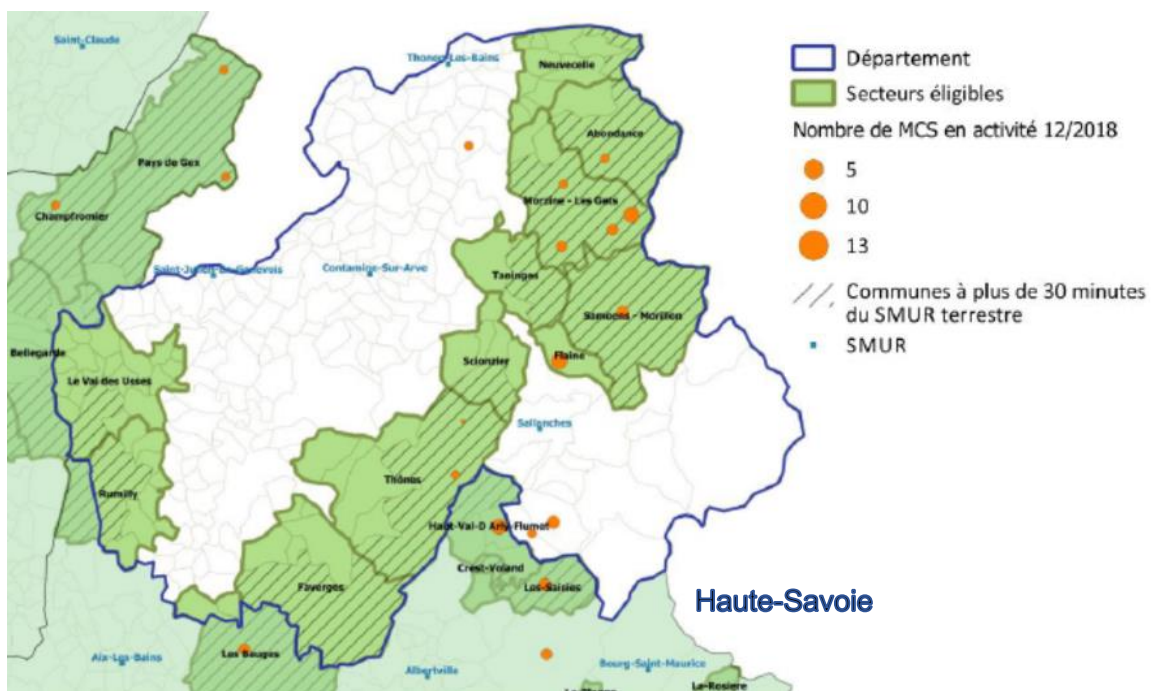 Saint-Claude
Thonon-Les-Bains
Neuvecelle
Abondance
Pays de Gex
Champfromier
Morzine - Les Gets
Saint-Julien-En-Genevois
Contamine-Sur-Arve
Taninges
Samoens - Morillon
Bellegarde
Scionzier
Flaine
Le Val des Usses
Sallanches
Thônes
Rumilly
Haut-Val-D Arly-Flumet
Crest-Voland
Les-Saisies
Faverges
Haute-Savoie
Les Bauges
Aix-Les-Bains
Albertville
Bourg-Saint-Maurice
La-Rosiere
Département
Secteurs éligibles
Nombre de MCS en activité 12/2018
5
10
13
Communes à plus de 30 minutes
du SMUR terrestre
SMUR